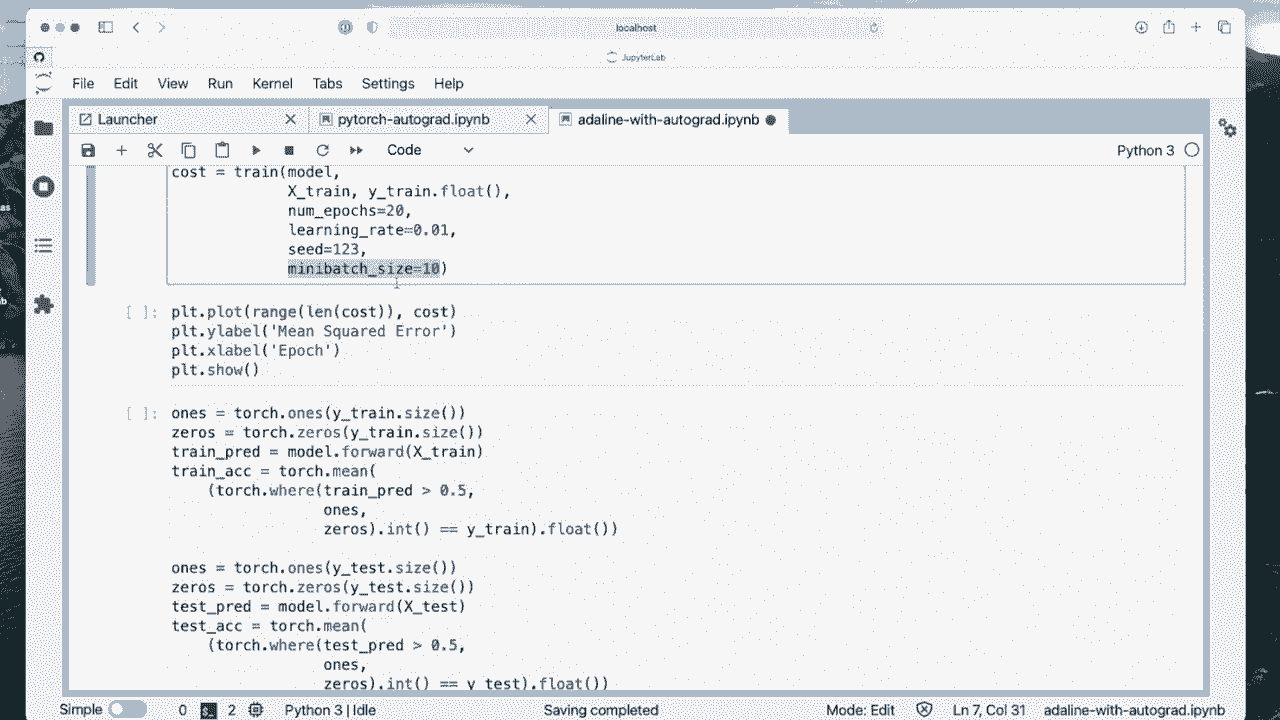 localhost
JupyterLab
File Edit View Run Kernel Tabs Settings Help
Launcher pytorch-autograd.ipynb adaline-with-autograd.ipynb
Code Python 3
cost = train(model,
X_train, y_train.float(),
num_epochs=20,
learning_rate=0.01,
seed=123,
minibatch_size=10)
[ ]: plt.plot(range(len(cost)), cost)
plt.ylabel('Mean Squared Error')
plt.xlabel('Epoch')
plt.show()
[ ]: ones = torch.ones(y_train.size())
zeros = torch.zeros(y_train.size())
train_pred = model.forward(X_train)
train_acc = torch.mean(
(torch.where(train_pred > 0.5,
ones,
zeros).int() == y_train).float())
ones = torch.ones(y_test.size())
zeros = torch.zeros(y_test.size())
test_pred = model.forward(X_test)
test_acc = torch.mean(
(torch.where(test_pred > 0.5,
ones,
zeros).int() == y_test).float())
Simple 0 2 Python 3 | Idle Saving completed Mode: Edit Ln 7, Col 31 adaline-with-autograd.ipynb